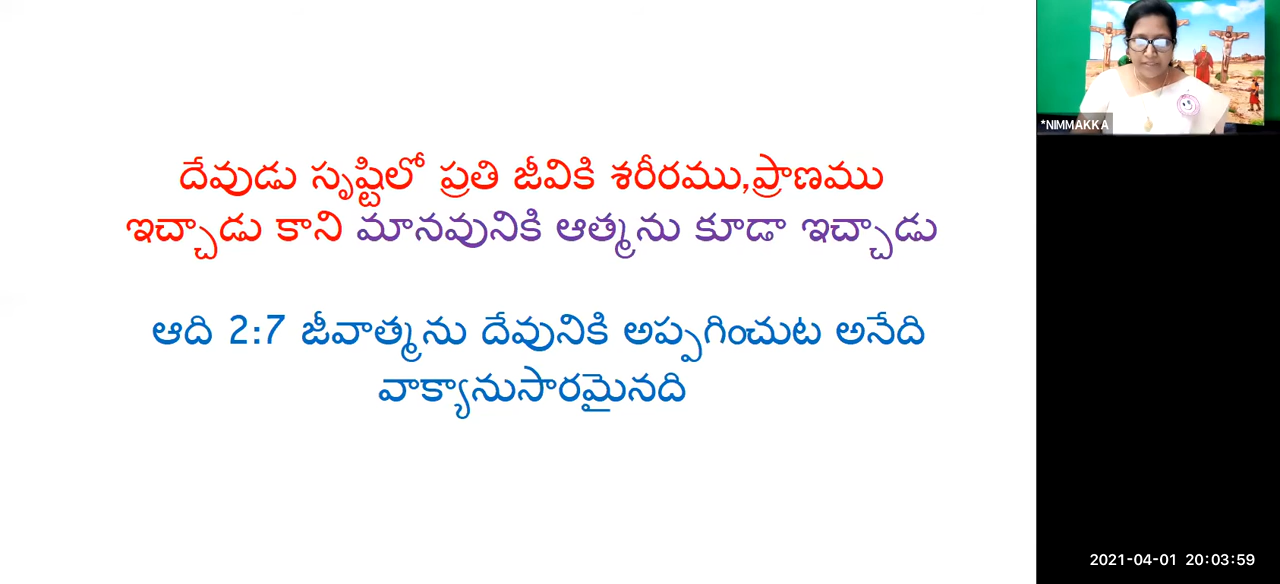 దేవుడు సృష్టిలో ప్రతి జీవికి శరీరము,ప్రాణము
ఇచ్చాడు కాని మానవునికి ఆత్మను కూడా ఇచ్చాడు
ఆది 2:7 జీవాత్మను దేవునికి అప్పగించుట అనేది
వాక్యానుసారమైనది
*NIMMAKKA
2021-04-01 20:03:59